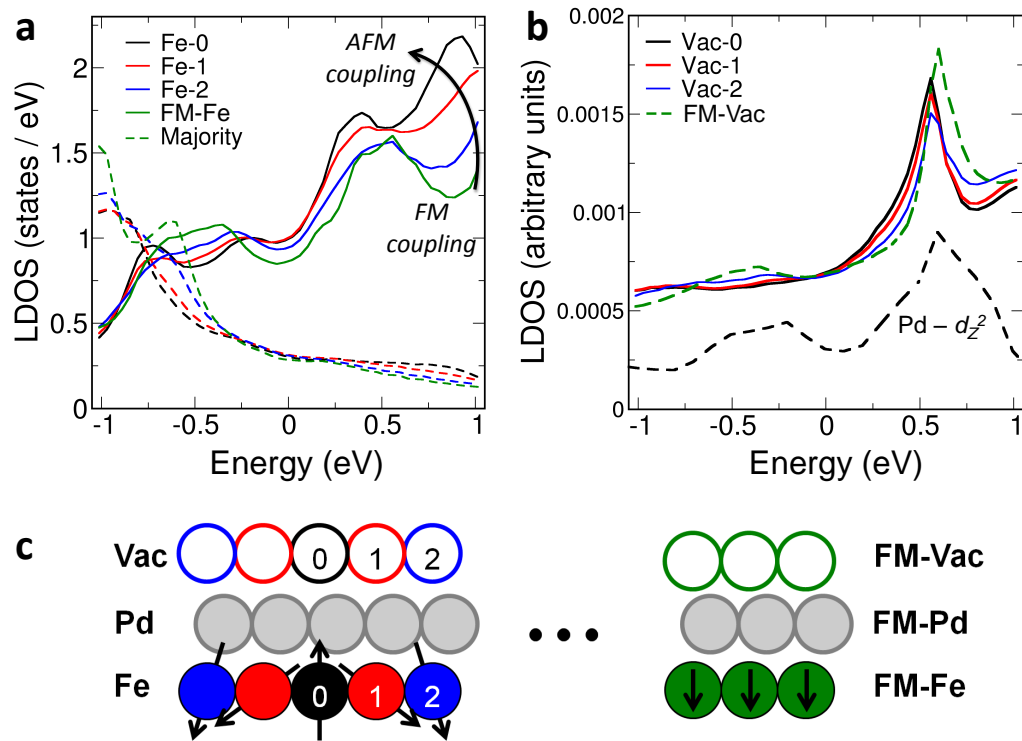 a
Fe-0
Fe-1
Fe-2
FM-Fe
Majority
AFM
coupling
FM
coupling
2
1.5
1
0.5
0
LDOS (states / eV)
-1
-0.5
0
0.5
1
Energy (eV)
b
Vac-0
Vac-1
Vac-2
FM-Vac
0.002
0.0015
0.001
0.0005
0
LDOS (arbitrary units)
Pd – dz²
-1
-0.5
0
0.5
1
Energy (eV)
c
Vac
0 1 2
FM-Vac
Pd
• • •
FM-Pd
Fe
0 1 2
FM-Fe